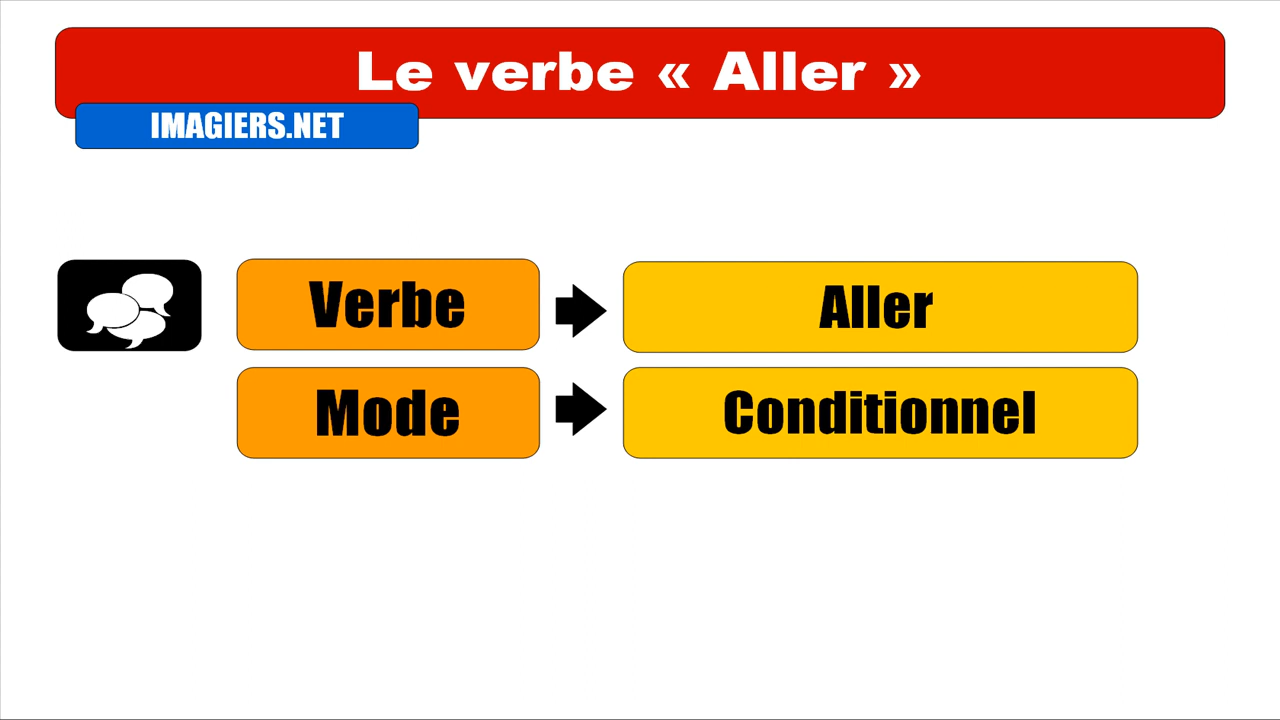 Le verbe « Aller »
IMAGIERS.NET
Verbe
Aller
Mode
Conditionnel